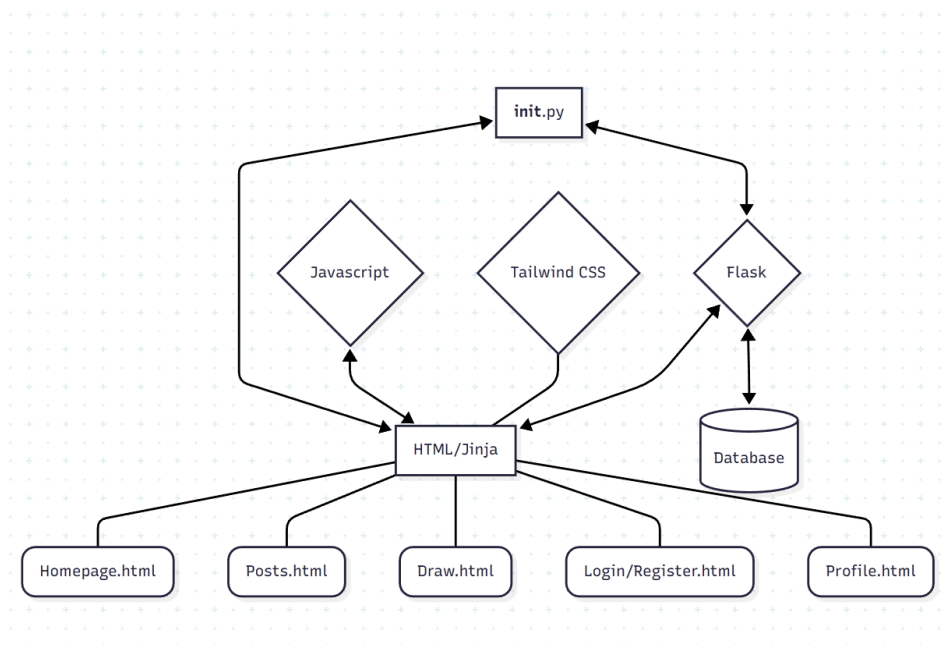 init.py
Javascript
Tailwind CSS
Flask
HTML/Jinja
Database
Homepage.html
Posts.html
Draw.html
Login/Register.html
Profile.html